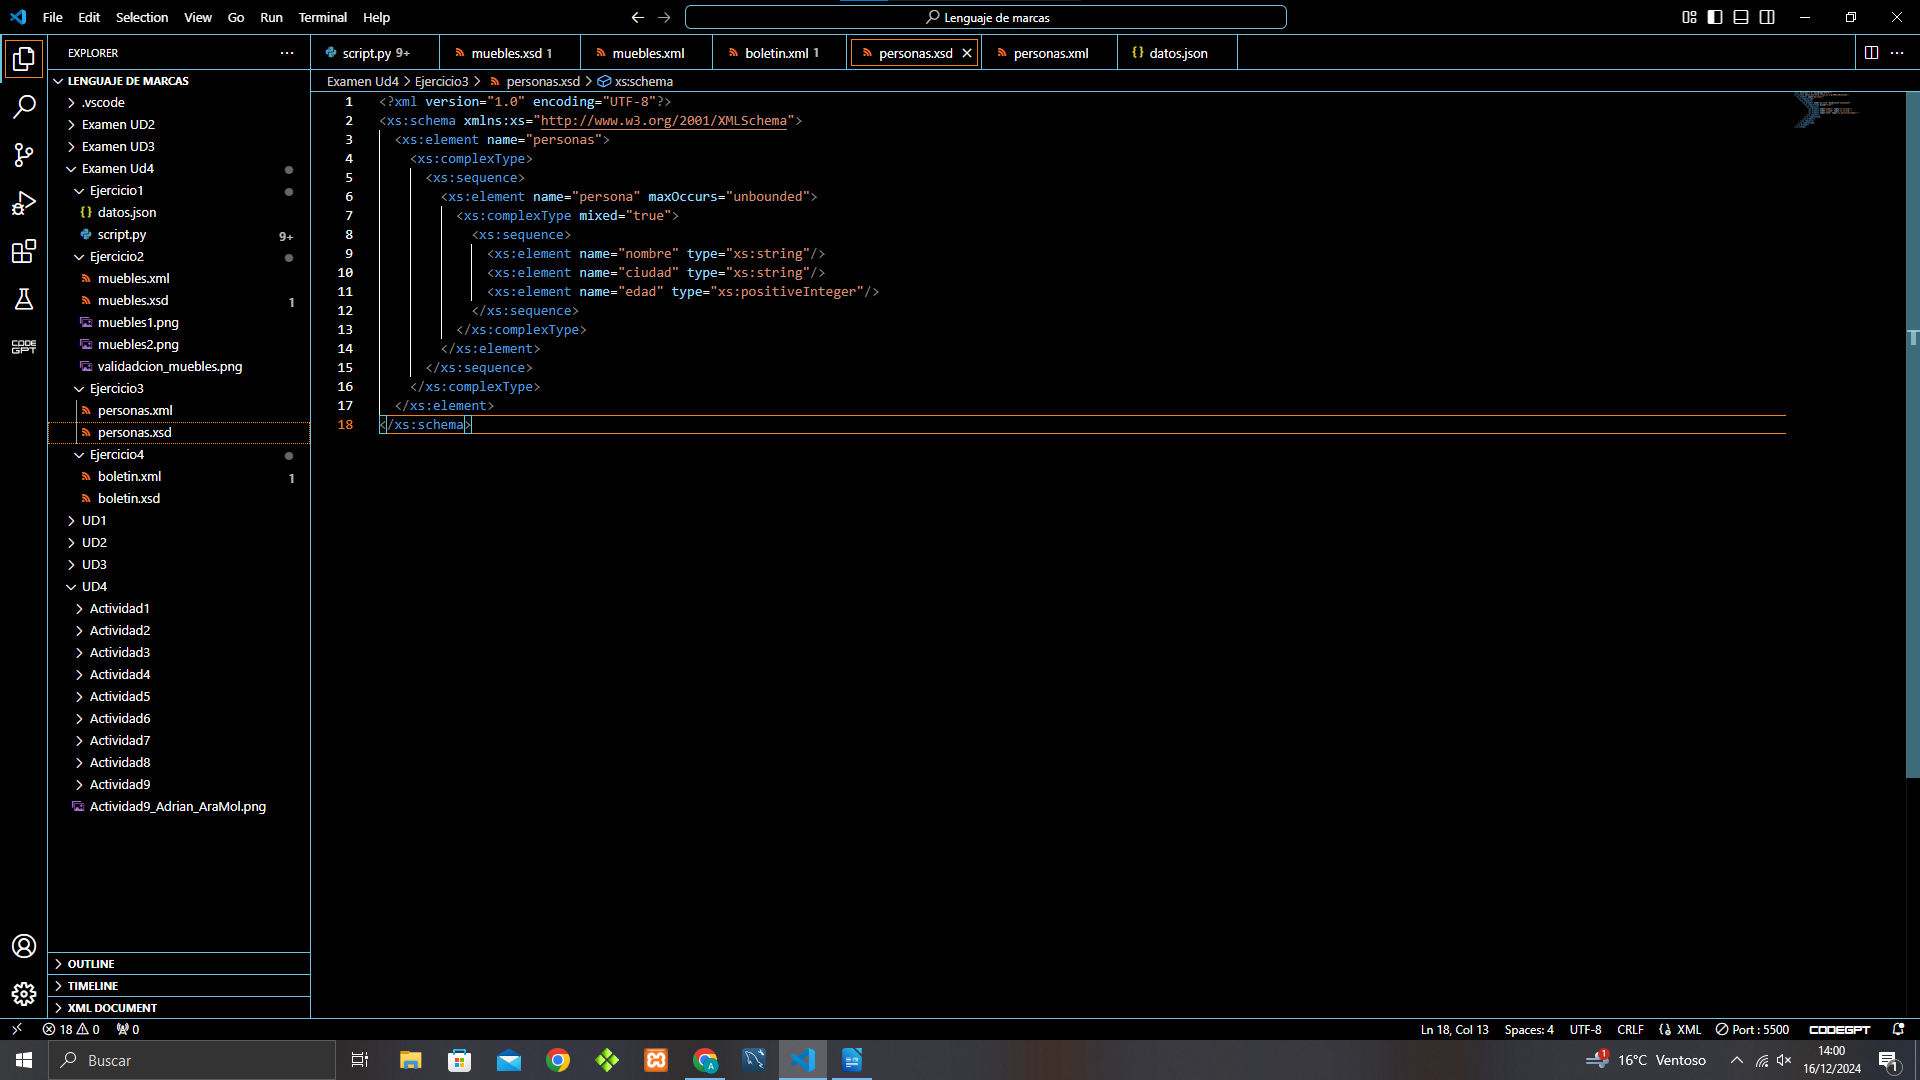 File Edit Selection View Go Run Terminal Help
Lenguaje de marcas
EXPLORER
script.py 9+ muebles.xsd 1 muebles.xml boletin.xml 1 personas.xsd personas.xml datos.json
LENGUAJE DE MARCAS
.vscode
Examen UD2
Examen UD3
Examen Ud4
Ejercicio1
datos.json
script.py 9+
Ejercicio2
muebles.xml
muebles.xsd 1
muebles1.png
muebles2.png
validadcion_muebles.png
Ejercicio3
personas.xml
personas.xsd
Ejercicio4
boletin.xml 1
boletin.xsd
UD1
UD2
UD3
UD4
Actividad1
Actividad2
Actividad3
Actividad4
Actividad5
Actividad6
Actividad7
Actividad8
Actividad9
Actividad9_Adrian_AraMol.png
OUTLINE
TIMELINE
XML DOCUMENT
CODE GPT
Examen Ud4 > Ejercicio3 > personas.xsd > xs:schema
1 <?xml version="1.0" encoding="UTF-8"?>
2 <xs:schema xmlns:xs="http://www.w3.org/2001/XMLSchema">
3 <xs:element name="personas">
4 <xs:complexType>
5 <xs:sequence>
6 <xs:element name="persona" maxOccurs="unbounded">
7 <xs:complexType mixed="true">
8 <xs:sequence>
9 <xs:element name="nombre" type="xs:string"/>
10 <xs:element name="ciudad" type="xs:string"/>
11 <xs:element name="edad" type="xs:positiveInteger"/>
12 </xs:sequence>
13 </xs:complexType>
14 </xs:element>
15 </xs:sequence>
16 </xs:complexType>
17 </xs:element>
18 </xs:schema>
18 0 0 Ln 18, Col 13 Spaces: 4 UTF-8 CRLF XML Port : 5500 CODEGPT
Buscar 1 16°C Ventoso 14:00
16/12/2024 1